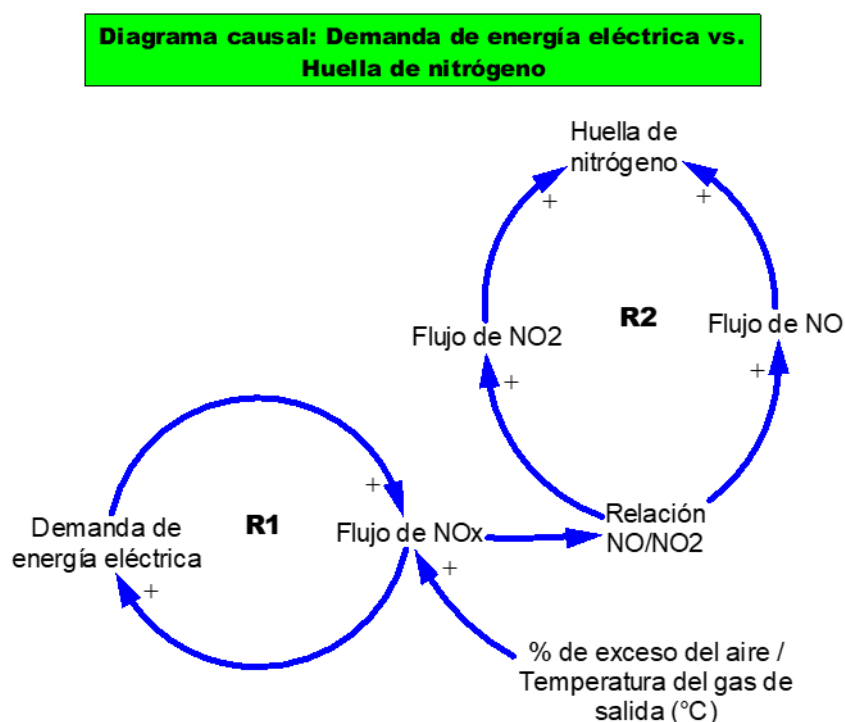 Diagrama causal: Demanda de energía eléctrica vs.
Huella de nitrógeno
Huella de
nitrógeno
+
+
Flujo de NO2
R2
Flujo de NO
+
+
+
Demanda de
energía eléctrica
R1
Flujo de NOx
Relación
NO/NO2
+
+
% de exceso del aire /
Temperatura del gas de
salida (°C)